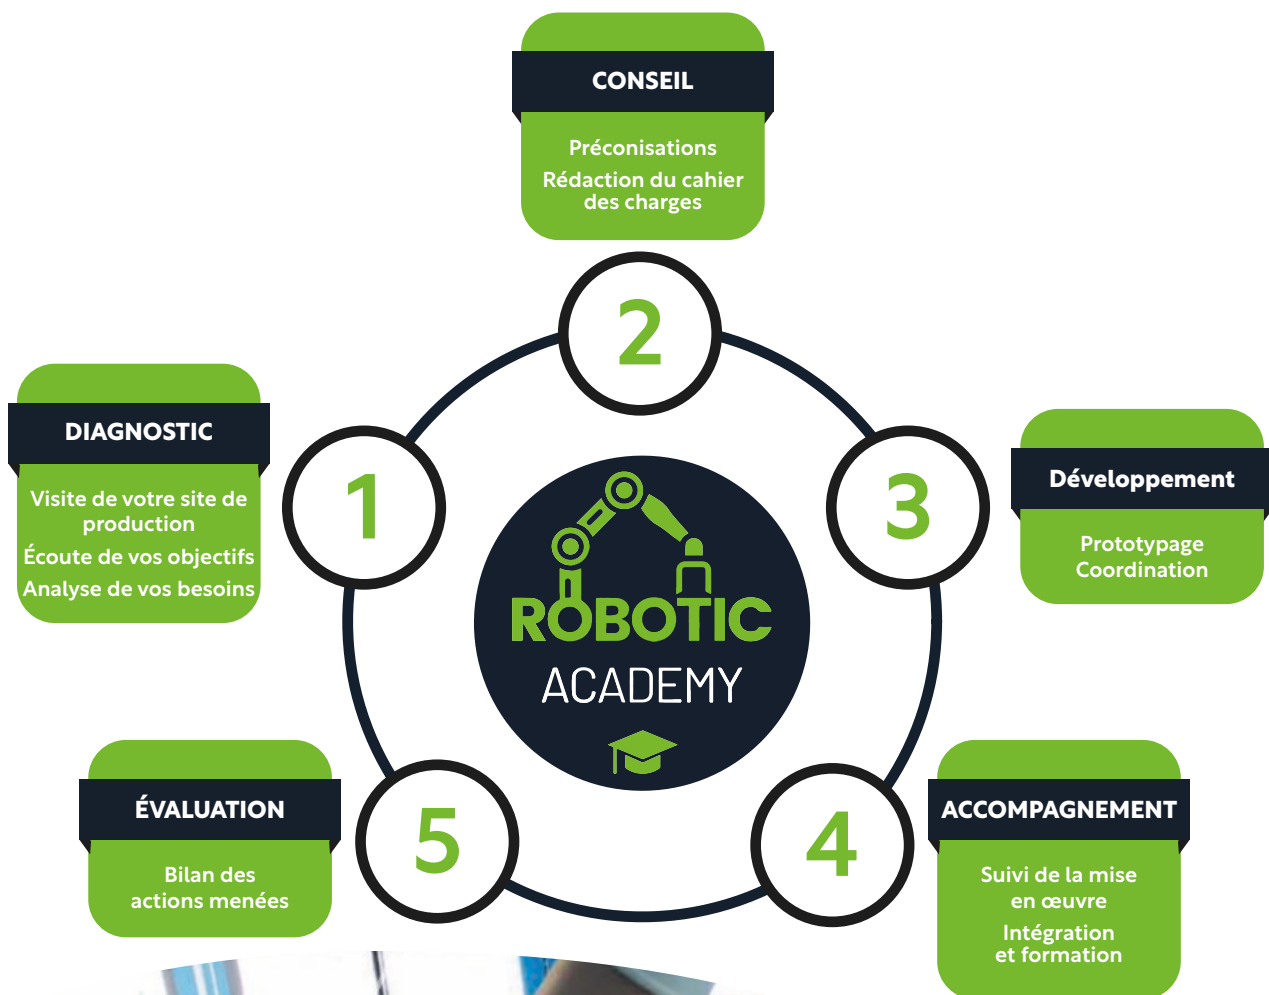 CONSEIL
Préconisations
Rédaction du cahier
des charges
2
DIAGNOSTIC
Visite de votre site de
production
Écoute de vos objectifs
Analyse de vos besoins
1
3
Développement
Prototypage
Coordination
ROBOTIC
ACADEMY
ÉVALUATION
Bilan des
actions menées
5
4
ACCOMPAGNEMENT
Suivi de la mise
en œuvre
Intégration
et formation